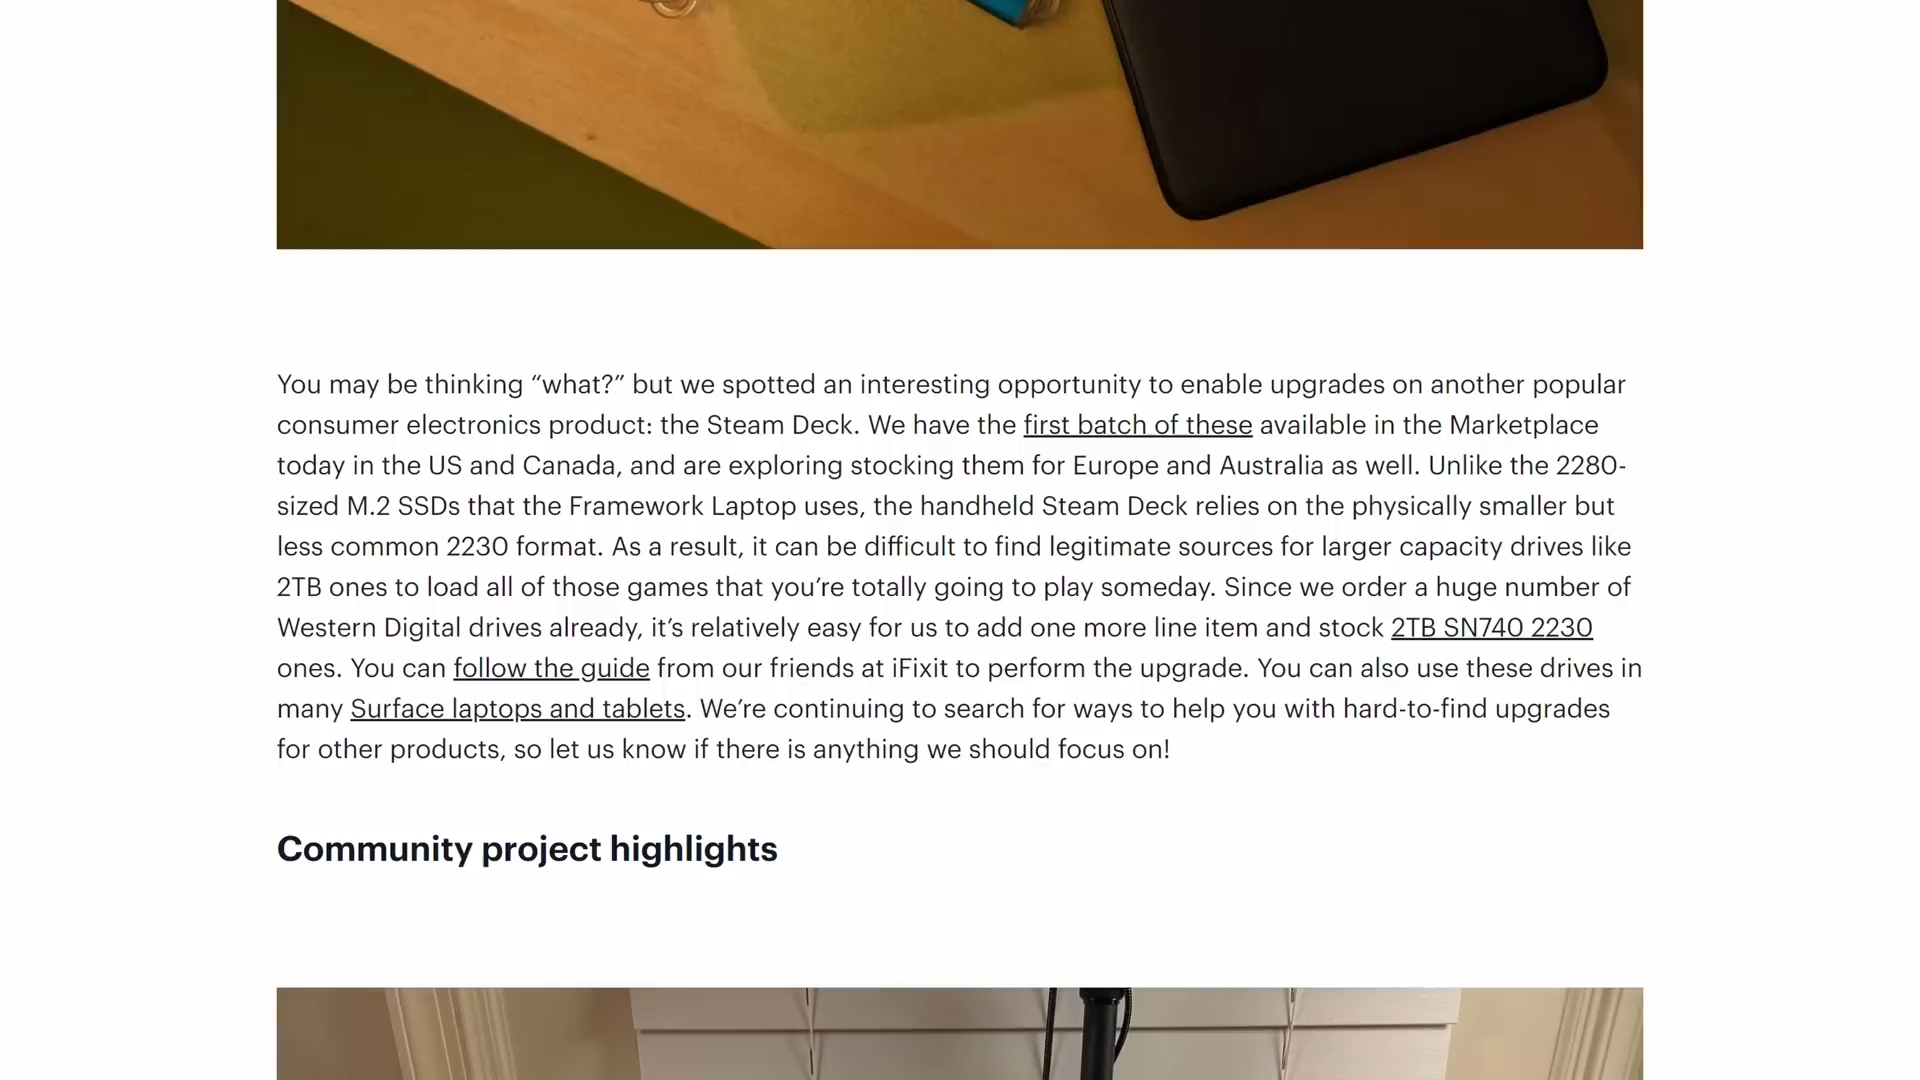 You may be thinking “what?” but we spotted an interesting opportunity to enable upgrades on another popular
consumer electronics product: the Steam Deck. We have the first batch of these available in the Marketplace
today in the US and Canada, and are exploring stocking them for Europe and Australia as well. Unlike the 2280-
sized M.2 SSDs that the Framework Laptop uses, the handheld Steam Deck relies on the physically smaller but
less common 2230 format. As a result, it can be difficult to find legitimate sources for larger capacity drives like
2TB ones to load all of those games that you’re totally going to play someday. Since we order a huge number of
Western Digital drives already, it’s relatively easy for us to add one more line item and stock 2TB SN740 2230
ones. You can follow the guide from our friends at iFixit to perform the upgrade. You can also use these drives in
many Surface laptops and tablets. We’re continuing to search for ways to help you with hard-to-find upgrades
for other products, so let us know if there is anything we should focus on!
Community project highlights